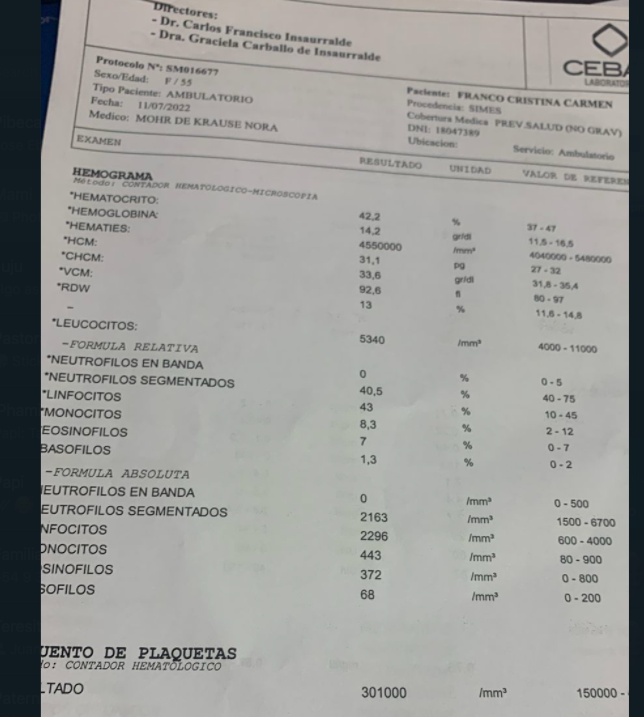 Directores:
- Dr. Carlos Francisco Insaurralde
- Dra. Graciela Carballo de Insaurralde
CEBA
LABORATOR
Protocolo Nº: SM016677
Sexo/Edad: F / 55
Tipo Paciente: AMBULATORIO
Fecha: 11/07/2022
Medico: MOHR DE KRAUSE NORA
Paciente: FRANCO CRISTINA CARMEN
Procedencia: SIMES
Cobertura Medica PREV.SALUD (NO GRAV)
DNI: 18047389
Ubicacion: Servicio: Ambulatorio
EXAMEN RESULTADO UNIDAD VALOR DE REFEREN
HEMOGRAMA
Método: CONTADOR HEMATOLOGICO-MICROSCOPIA
*HEMATOCRITO: 42,2 % 37 - 47
*HEMOGLOBINA: 14,2 gr/dl 11,5 - 16,5
*HEMATIES: 4550000 /mm³ 4040000 - 5480000
*HCM: 31,1 pg 27 - 32
*CHCM: 33,6 gr/dl 31,8 - 35,4
*VCM: 92,6 fl 80 - 97
*RDW 13 % 11,6 - 14,8
–
*LEUCOCITOS: 5340 /mm³ 4000 - 11000
-FORMULA RELATIVA
*NEUTROFILOS EN BANDA 0 % 0 - 5
*NEUTROFILOS SEGMENTADOS 40,5 % 40 - 75
*LINFOCITOS 43 % 10 - 45
*MONOCITOS 8,3 % 2 - 12
EOSINOFILOS 7 % 0 - 7
BASOFILOS 1,3 % 0 - 2
-FORMULA ABSOLUTA
EUTROFILOS EN BANDA 0 /mm³ 0 - 500
EUTROFILOS SEGMENTADOS 2163 /mm³ 1500 - 6700
NFOCITOS 2296 /mm³ 600 - 4000
ONOCITOS 443 /mm³ 80 - 900
SINOFILOS 372 /mm³ 0 - 800
SOFILOS 68 /mm³ 0 - 200
UENTO DE PLAQUETAS
do: CONTADOR HEMATOLOGICO
LTADO 301000 /mm³ 150000 -